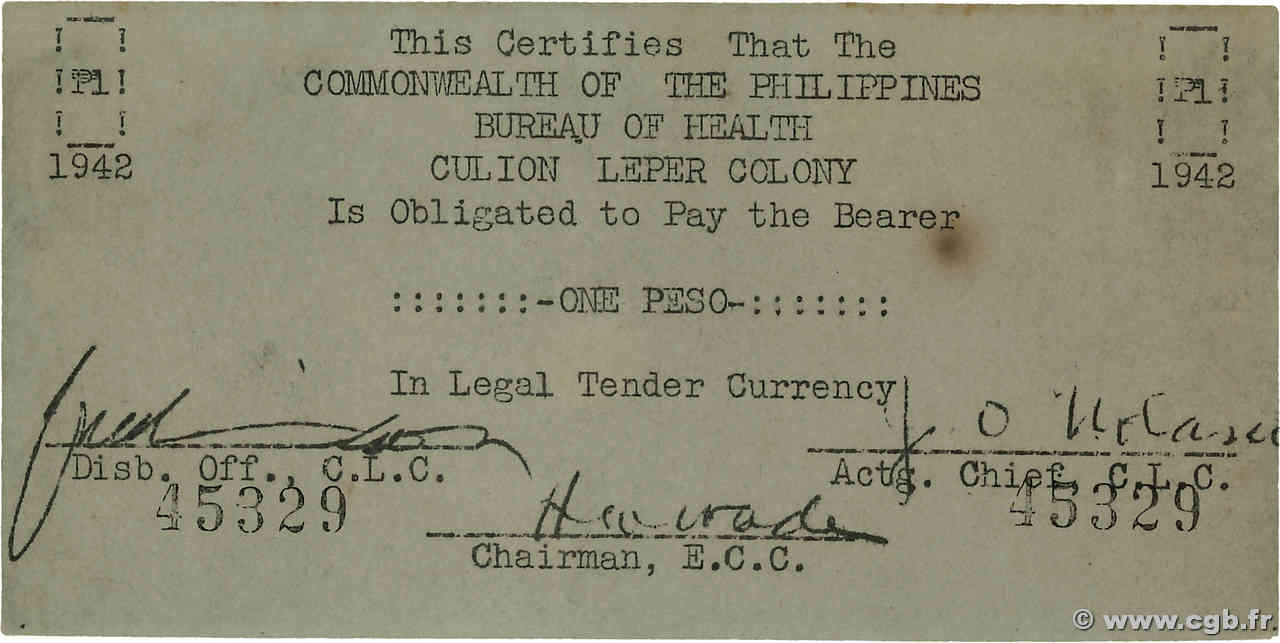 This Certifies That The
P1 COMMONWEALTH OF THE PHILIPPINES P1
BUREAU OF HEALTH
1942 CULION LEPER COLONY 1942
Is Obligated to Pay the Bearer
:::::::-ONE PESO-:::::::
In Legal Tender Currency
Disb. Off., C.L.C. Actg. Chief, C.L.C.
45329 45329
H W Wade
Chairman, E.C.C.
© www.cgb.fr